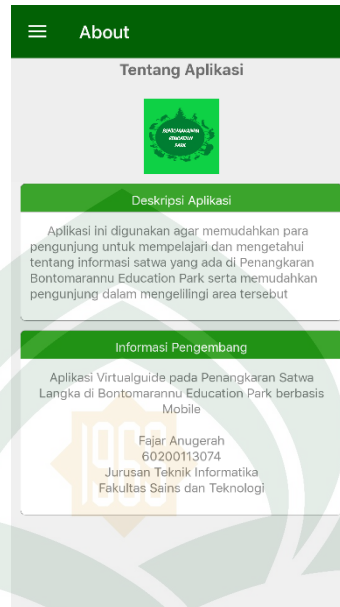 About
Tentang Aplikasi
BONTOMARANNU
EDUCATION
PARK
Deskripsi Aplikasi
Aplikasi ini digunakan agar memudahkan para
pengunjung untuk mempelajari dan mengetahui
tentang informasi satwa yang ada di Penangkaran
Bontomarannu Education Park serta memudahkan
pengunjung dalam mengelilingi area tersebut
Informasi Pengembang
Aplikasi Virtualguide pada Penangkaran Satwa
Langka di Bontomarannu Education Park berbasis
Mobile
Fajar Anugerah
60200113074
Jurusan Teknik Informatika
Fakultas Sains dan Teknologi